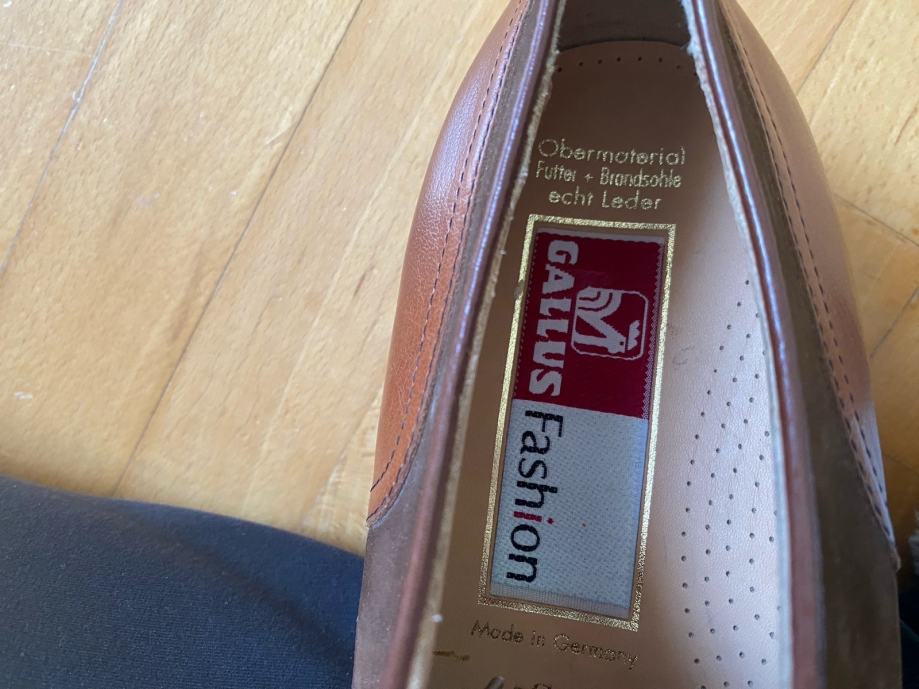 Obermaterial
Futter + Brandsohle
echt Leder
GALLUS
Fashion
Made in Germany